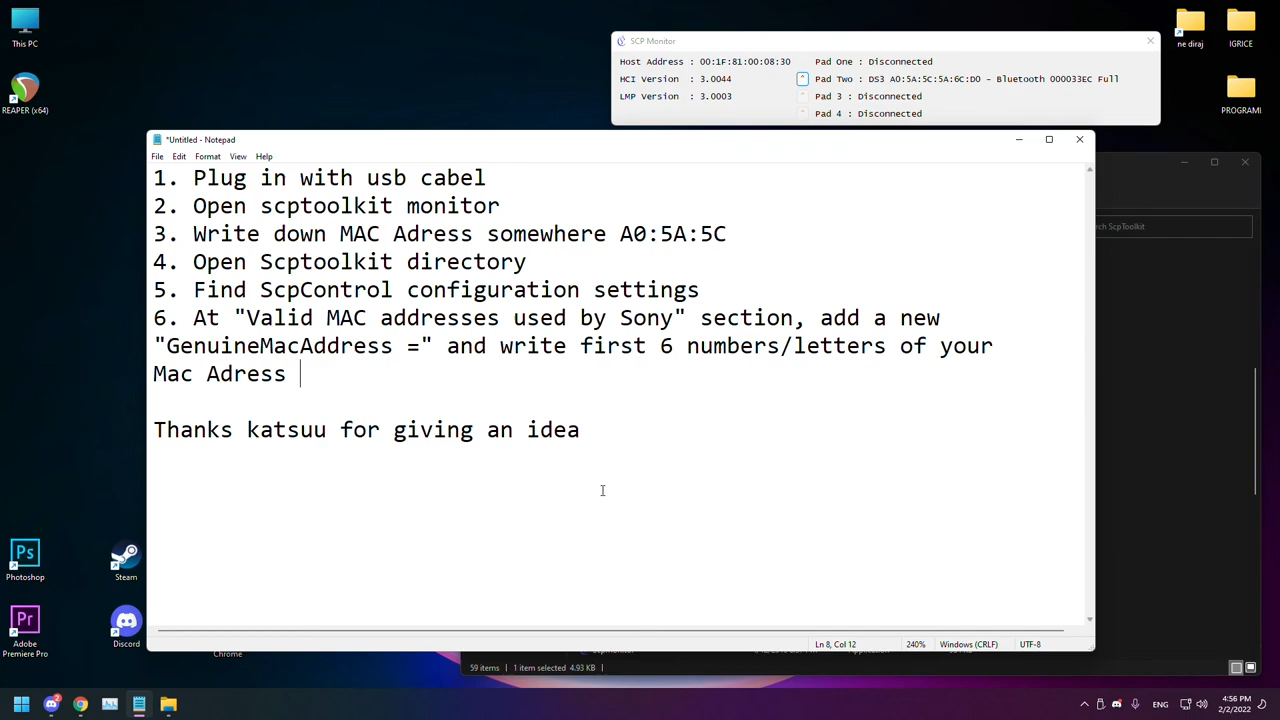 This PC
REAPER (x64)
ne diraj
IGRICE
PROGRAMI
SCP Monitor
Host Address : 00:1F:81:00:08:30
Pad One : Disconnected
HCI Version : 3.0044
Pad Two : DS3 A0:5A:5C:5A:6C:D0 - Bluetooth 000033EC Full
LMP Version : 3.0003
Pad 3 : Disconnected
Pad 4 : Disconnected
*Untitled - Notepad
File Edit Format View Help
1. Plug in with usb cabel
2. Open scptoolkit monitor
3. Write down MAC Adress somewhere A0:5A:5C
4. Open Scptoolkit directory
5. Find ScpControl configuration settings
6. At "Valid MAC addresses used by Sony" section, add a new
"GenuineMacAddress =" and write first 6 numbers/letters of your
Mac Adress
Thanks katsuu for giving an idea
ScpToolkit
Ps
Photoshop
Steam
Pr
Adobe
Premiere Pro
Discord
Chrome
Ln 8, Col 12
240%
Windows (CRLF)
UTF-8
59 items
1 item selected 4.93 KB
ENG
4:56 PM
2/2/2022